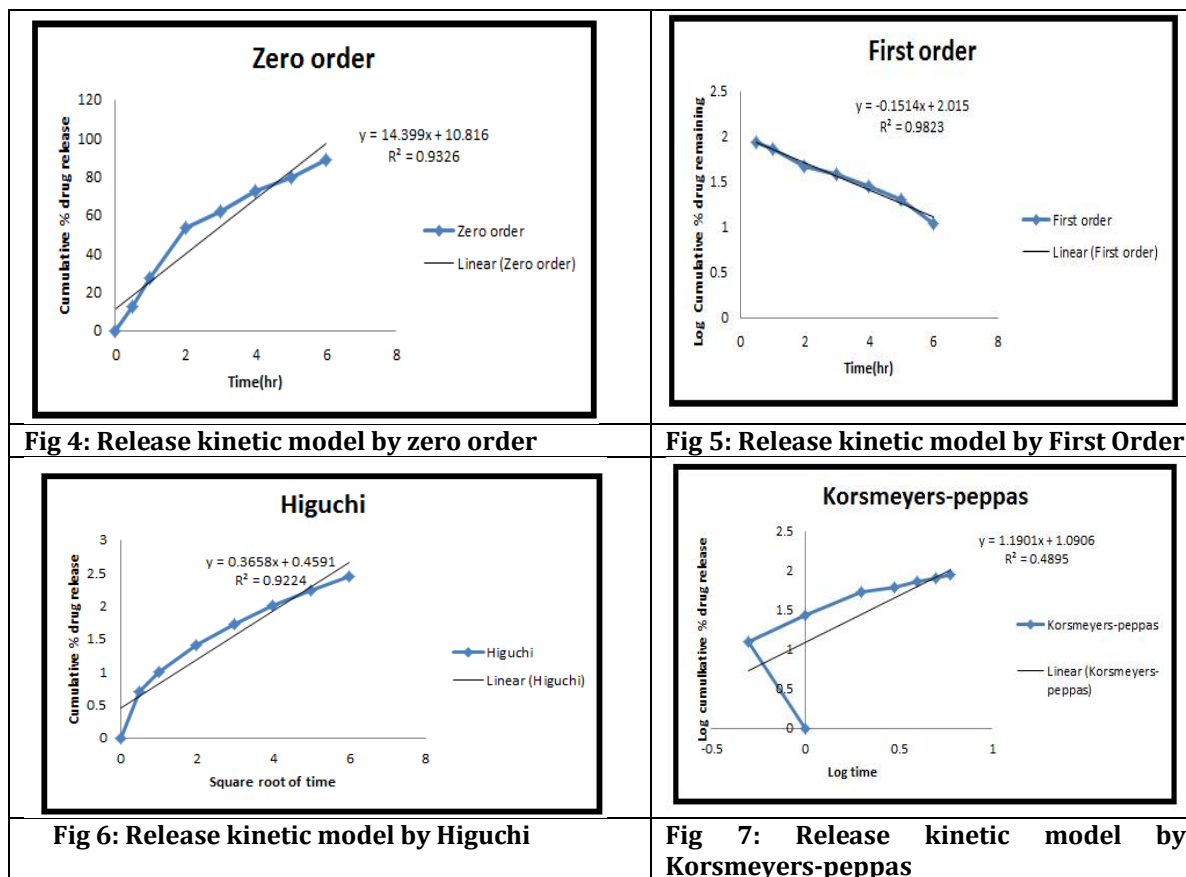 Zero order
120
100
80
60
40
20
0
0 2 4 6 8
Cumulative % drug release
Time(hr)
y = 14.399x + 10.816
R² = 0.9326
Zero order
Linear (Zero order)
First order
2.5
2
1.5
1
0.5
0
0 2 4 6 8
Log Cumulative % drug remaining
Time(hr)
y = -0.1514x + 2.015
R² = 0.9823
First order
Linear (First order)
Fig 4: Release kinetic model by zero order
Fig 5: Release kinetic model by First Order
Higuchi
3
2.5
2
1.5
1
0.5
0
0 2 4 6 8
Cumulative % drug release
Square root of time
y = 0.3658x + 0.4591
R² = 0.9224
Higuchi
Linear (Higuchi)
Korsmeyers-peppas
2.5
2
1.5
1
0.5
0
-0.5 0 0.5 1
Log cumulkative % drug release
Log time
y = 1.1901x + 1.0906
R² = 0.4895
Korsmeyers-peppas
Linear (Korsmeyers-
peppas)
Fig 6: Release kinetic model by Higuchi
Fig 7: Release kinetic model by
Korsmeyers-peppas